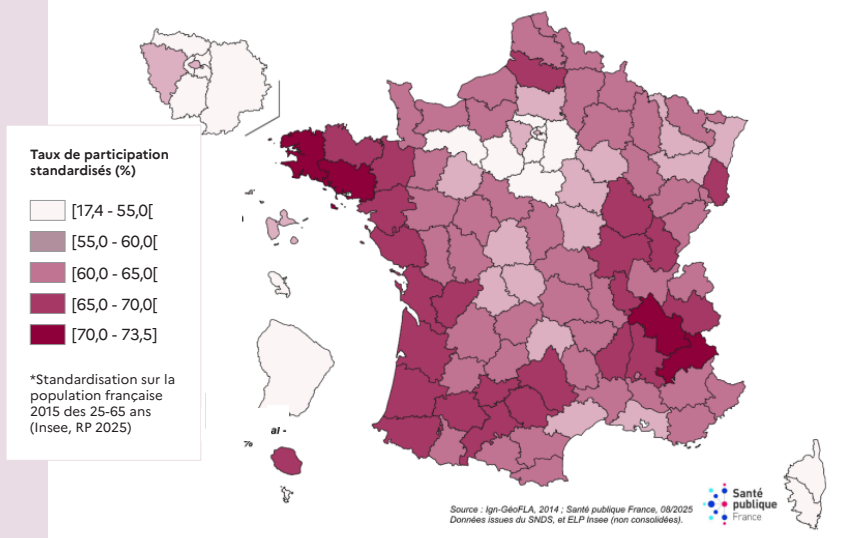 Taux de participation
standardisés (%)
[17,4 - 55,0[
[55,0 - 60,0[
[60,0 - 65,0[
[65,0 - 70,0[
[70,0 - 73,5]
*Standardisation sur la
population française
2015 des 25-65 ans
(Insee, RP 2025)
al -
Source : Ign-GéoFLA, 2014 ; Santé publique France, 08/2025
Données issues du SNDS, et ELP Insee (non consolidées).
Santé
publique
France